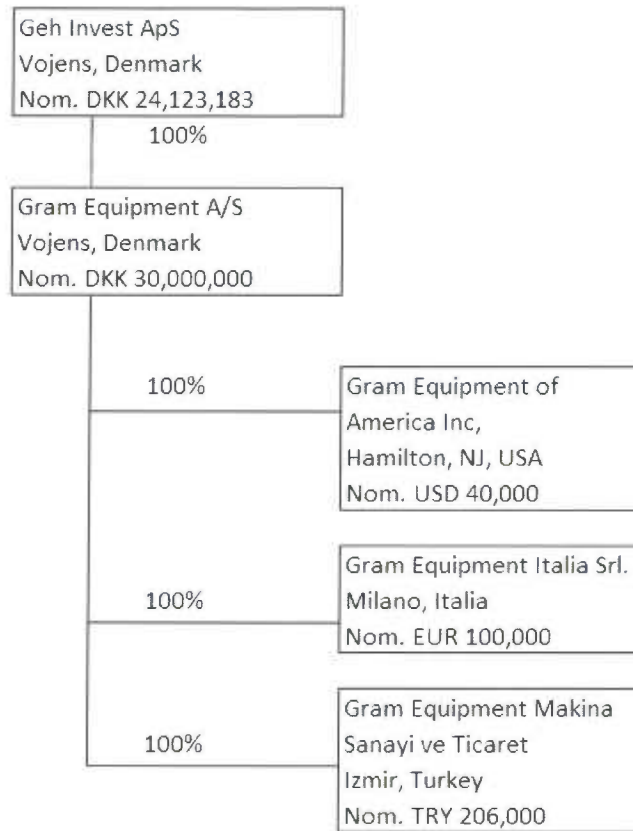 Geh Invest ApS
Vojens, Denmark
Nom. DKK 24,123,183
100%
Gram Equipment A/S
Vojens, Denmark
Nom. DKK 30,000,000
100%
Gram Equipment of
America Inc,
Hamilton, NJ, USA
Nom. USD 40,000
100%
Gram Equipment Italia Srl.
Milano, Italia
Nom. EUR 100,000
100%
Gram Equipment Makina
Sanayi ve Ticaret
Izmir, Turkey
Nom. TRY 206,000